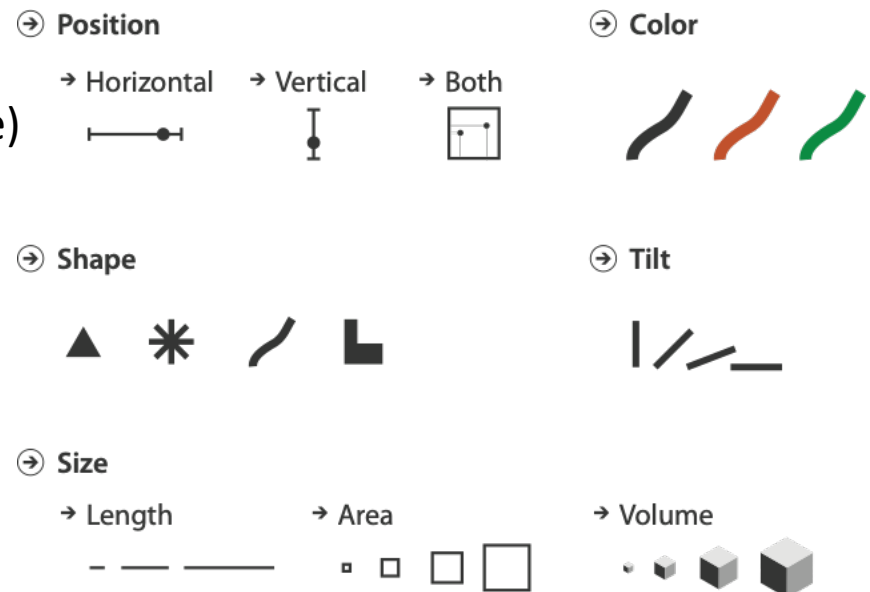 Position
Color
Horizontal
Vertical
Both
e)
Shape
Tilt
Size
Length
Area
Volume